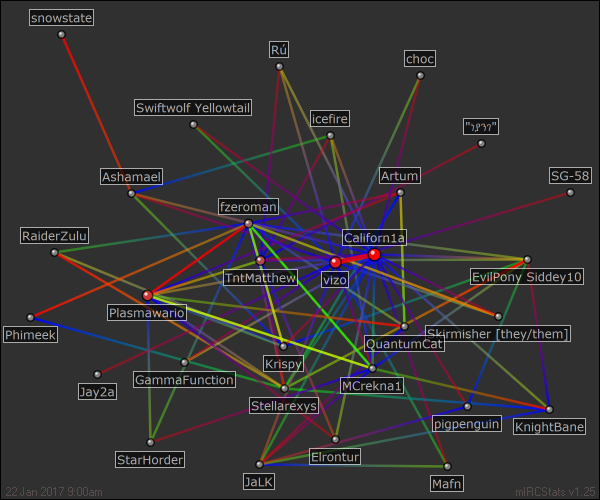 snowstate
Rú
choc
Swiftwolf Yellowtail
icefire
Ashamael
Artum
SG-58
fzeroman
RaiderZulu
Californ1a
TntMatthew
vizo
EvilPony Siddey10
Plasmawario
Phimeek
QuantumCat
Skirmisher [they/them]
Krispy
GammaFunction
MCrekna1
Jay2a
Stellarexys
pigpenguin
KnightBane
StarHorder
Elrontur
JaLK
Mafn
22 Jan 2017 9:00am
mIRCStats v1.25